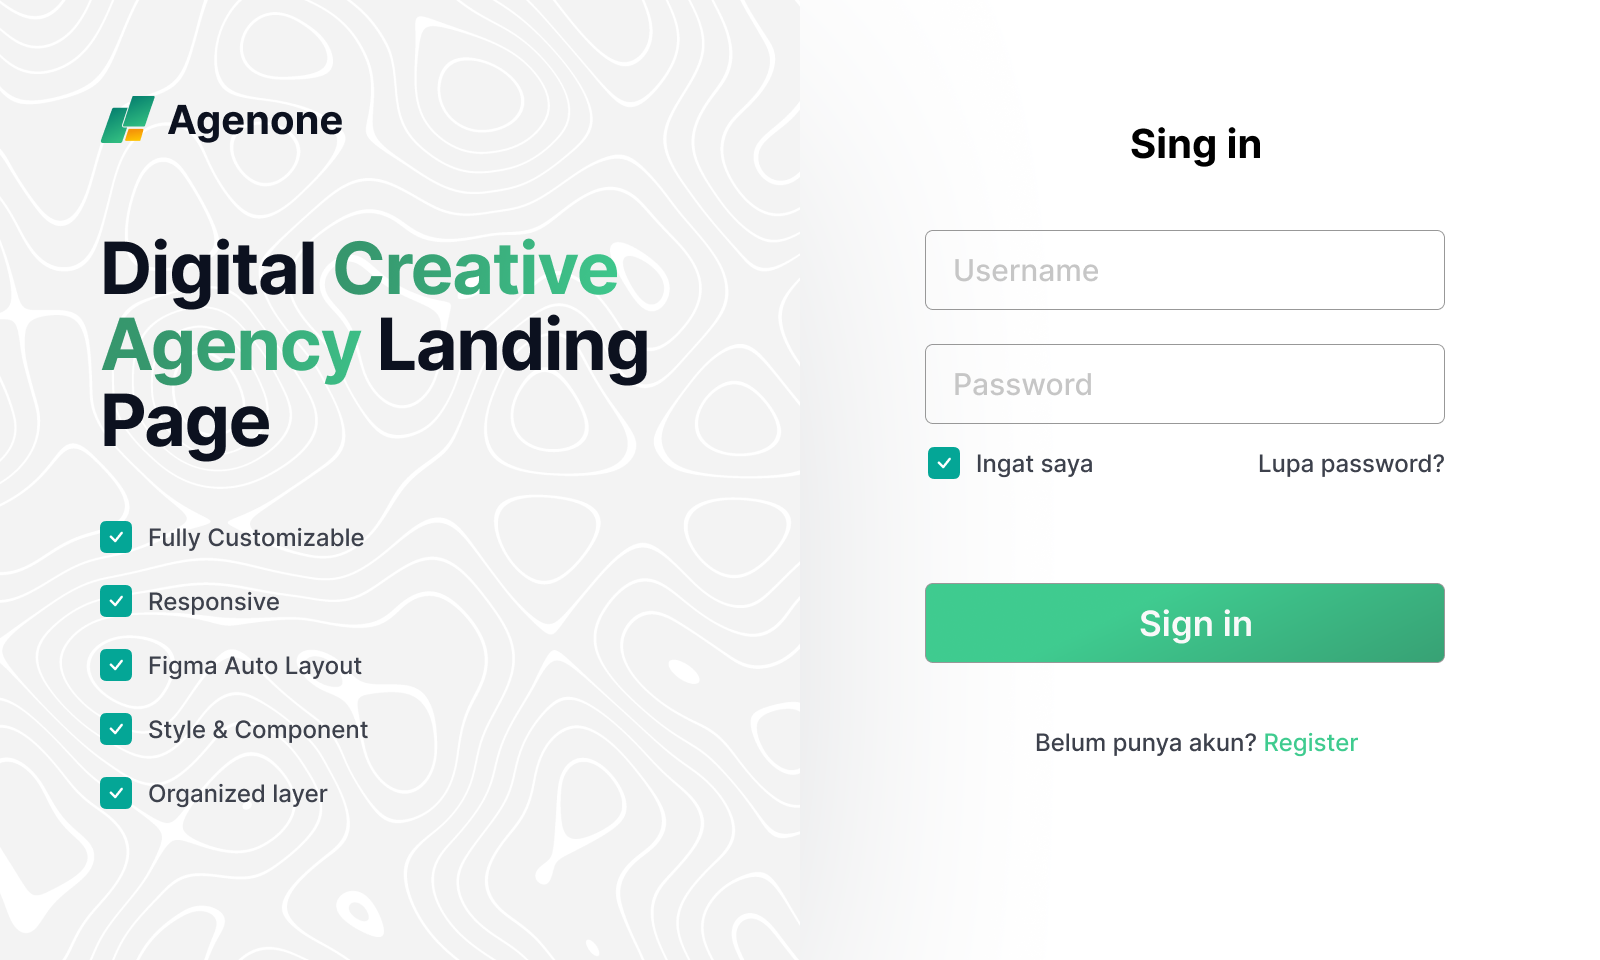 Agenone
Digital Creative
Agency Landing
Page
Fully Customizable
Responsive
Figma Auto Layout
Style & Component
Organized layer
Sing in
Username
Password
Ingat saya
Lupa password?
Sign in
Belum punya akun? Register